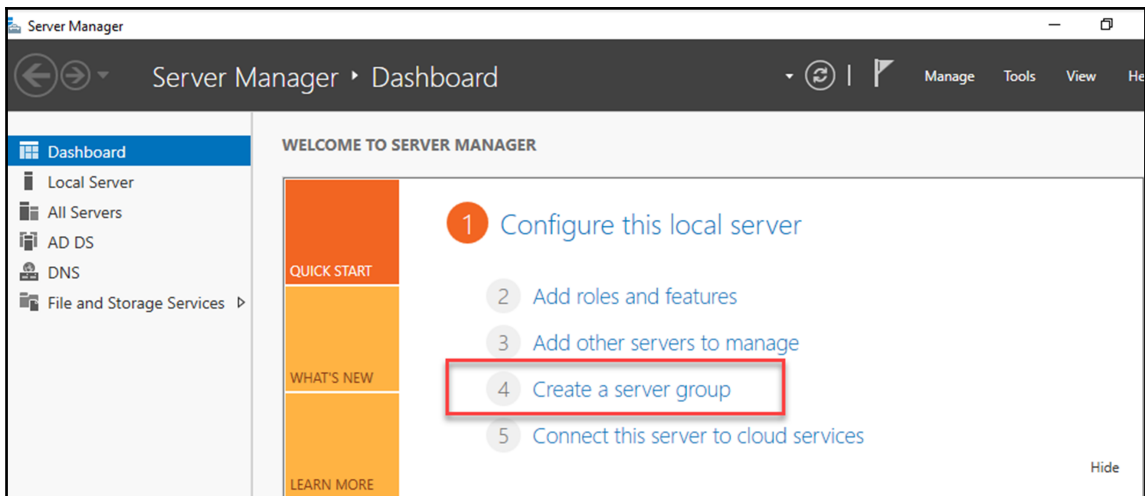 Server Manager
Server Manager ‣ Dashboard
Manage Tools View He
Dashboard
Local Server
All Servers
AD DS
DNS
File and Storage Services
WELCOME TO SERVER MANAGER
QUICK START
WHAT'S NEW
LEARN MORE
1 Configure this local server
2 Add roles and features
3 Add other servers to manage
4 Create a server group
5 Connect this server to cloud services
Hide